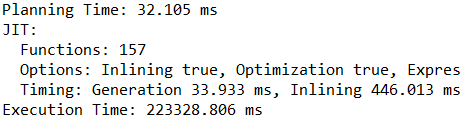 Planning Time: 32.105 ms
JIT:
  Functions: 157
  Options: Inlining true, Optimization true, Expres
  Timing: Generation 33.933 ms, Inlining 446.013 ms
Execution Time: 223328.806 ms